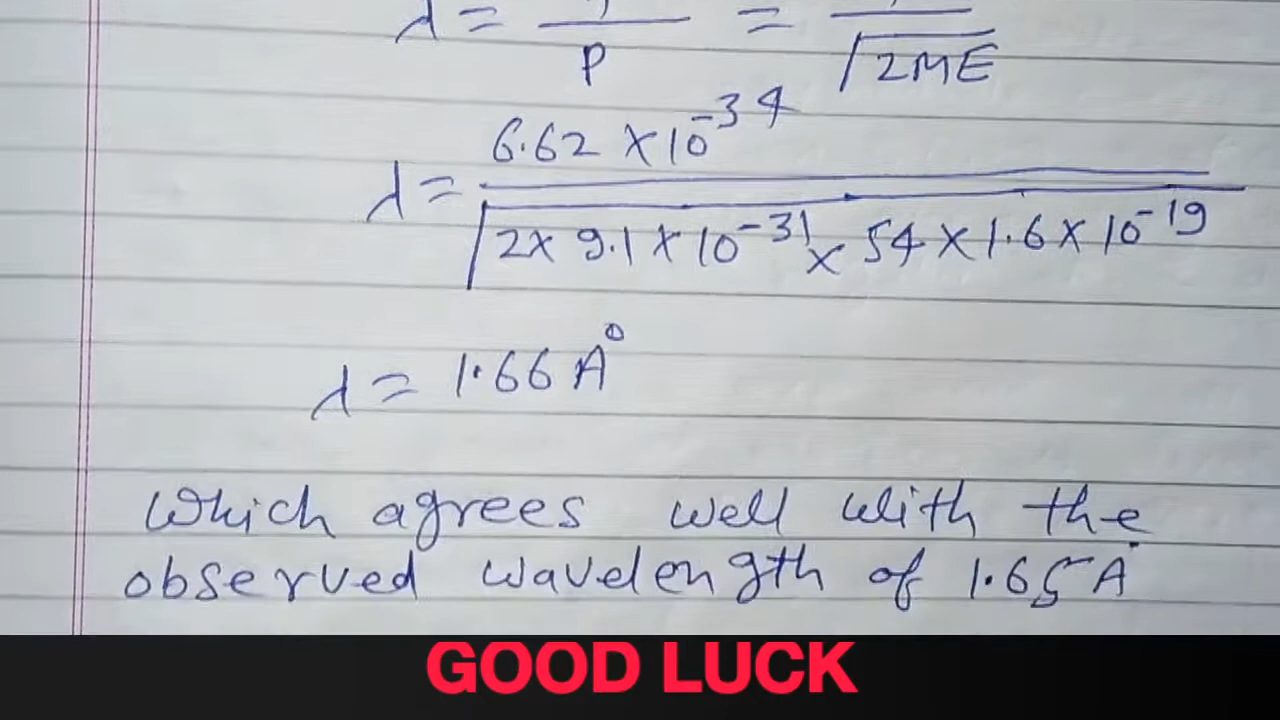 λ = / P = / √2ME
λ = 6.62 × 10⁻³⁴ / √2× 9.1 × 10⁻³¹ × 54 × 1.6 × 10⁻¹⁹
λ = 1.66 A°
which agrees well with the
observed wavelength of 1.65 A°
GOOD LUCK